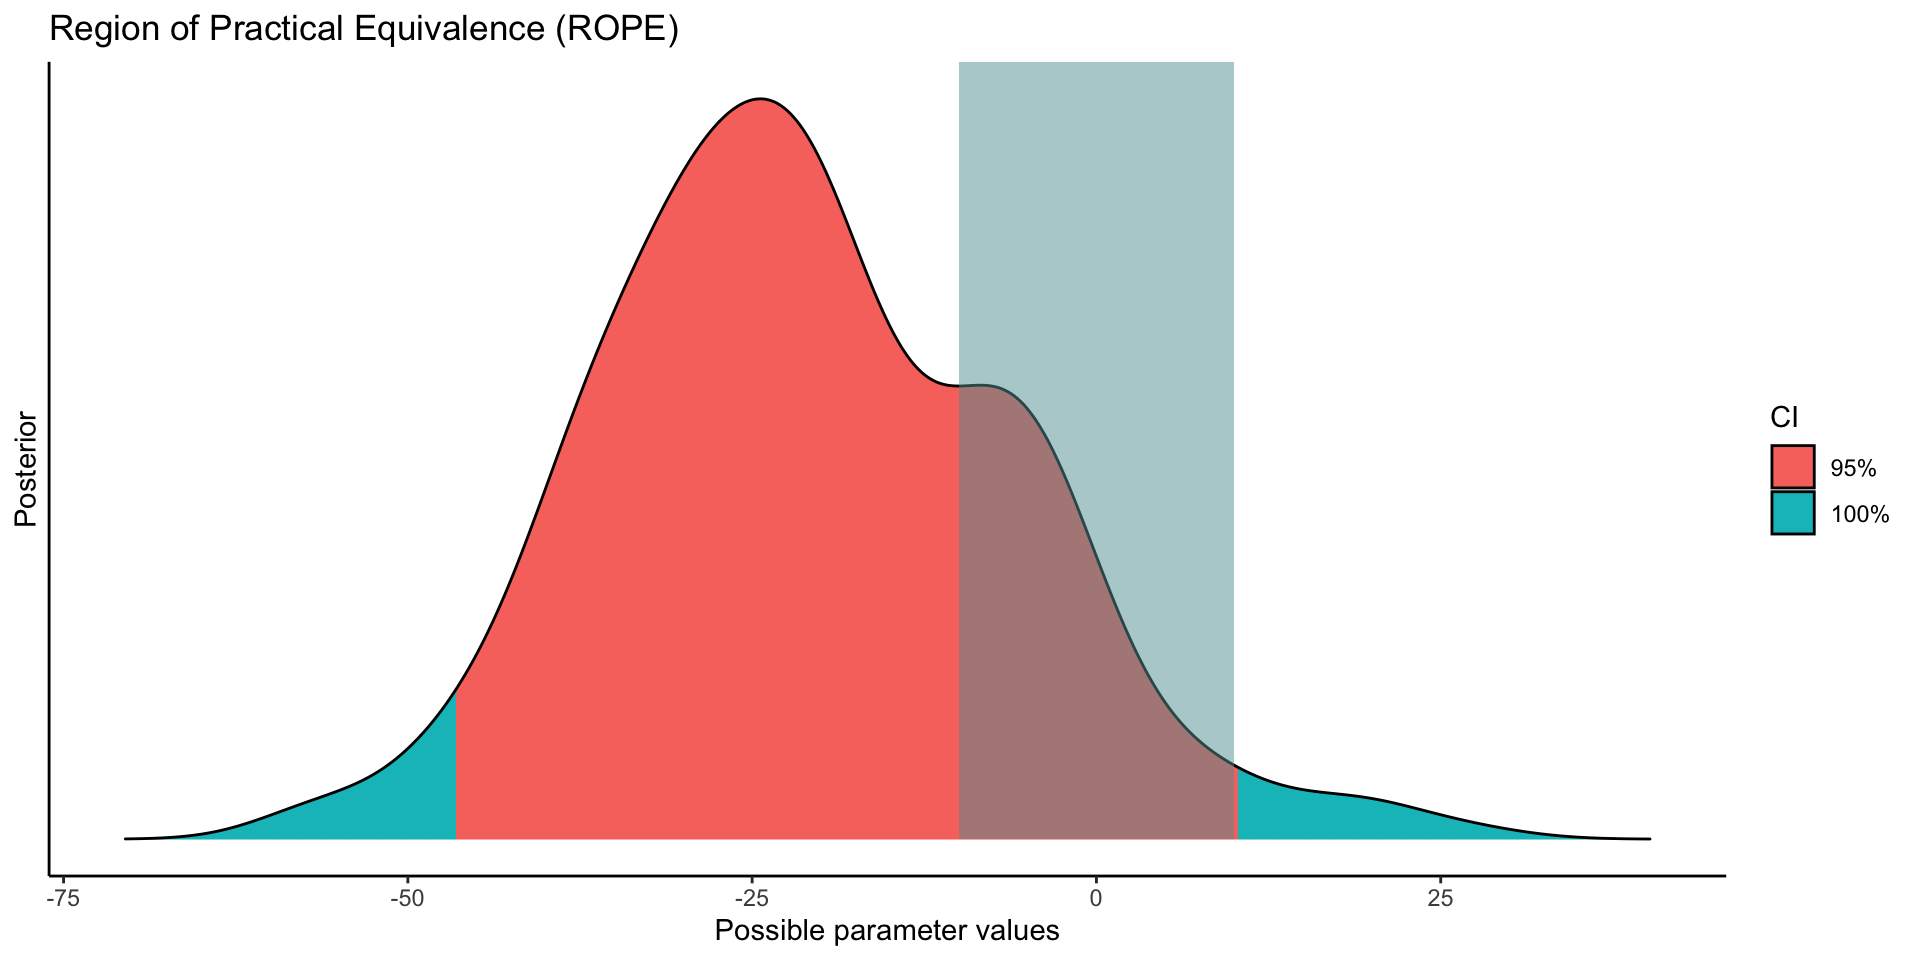 Region of Practical Equivalence (ROPE)
Posterior
CI
95%
100%
-75
-50
-25
0
25
Possible parameter values